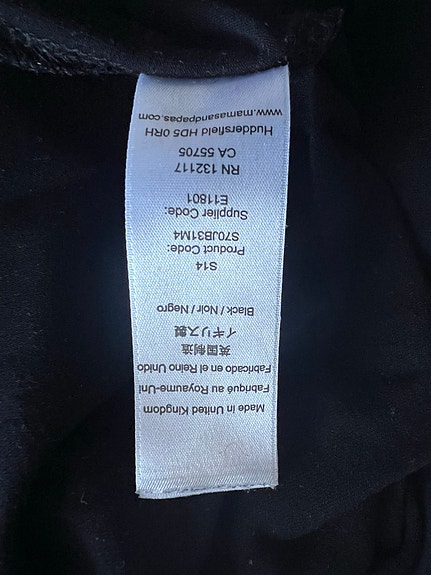 Made in United Kingdom
Fabriqué au Royaume-Uni
Fabricado en el Reino Unido
英国制造
イギリス製
Black / Noir / Negro
S14
Product Code:
S70JB31M4
Supplier Code:
E11801
RN 132117
CA 55705
Huddersfield HD5 0RH
www.mamasandpapas.com